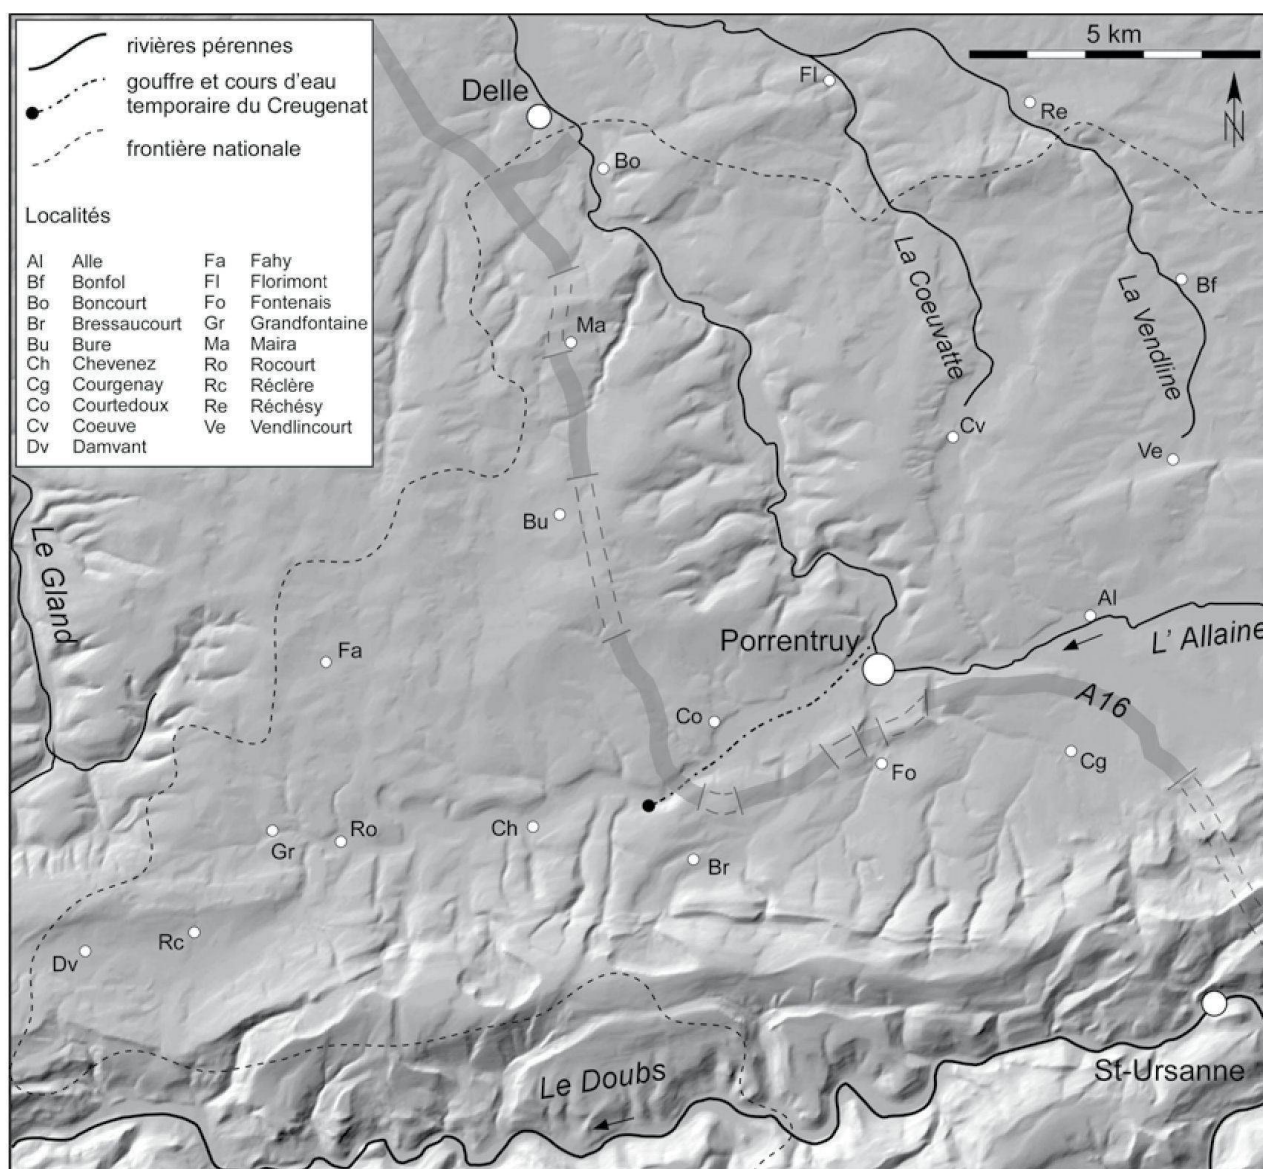 rivières pérennes
gouffre et cours d'eau
temporaire du Creugenat
frontière nationale
Localités
Al Alle
Bf Bonfol
Bo Boncourt
Br Bressaucourt
Bu Bure
Ch Chevenez
Cg Courgenay
Co Courtedoux
Cv Coeuve
Dv Damvant
Fa Fahy
Fl Florimont
Fo Fontenais
Gr Grandfontaine
Ma Maira
Ro Rocourt
Rc Réclère
Re Réchésy
Ve Vendlincourt
5 km
N
Fl
Delle
Re
Bo
La Coeuvatte
La Vendline
Bf
Ma
Cv
Ve
Bu
Le Gland
Al
Porrentruy
L' Allaine
Fa
A16
Co
Cg
Fo
Ch
Ro
Gr
Br
Rc
Dv
Le Doubs
St-Ursanne